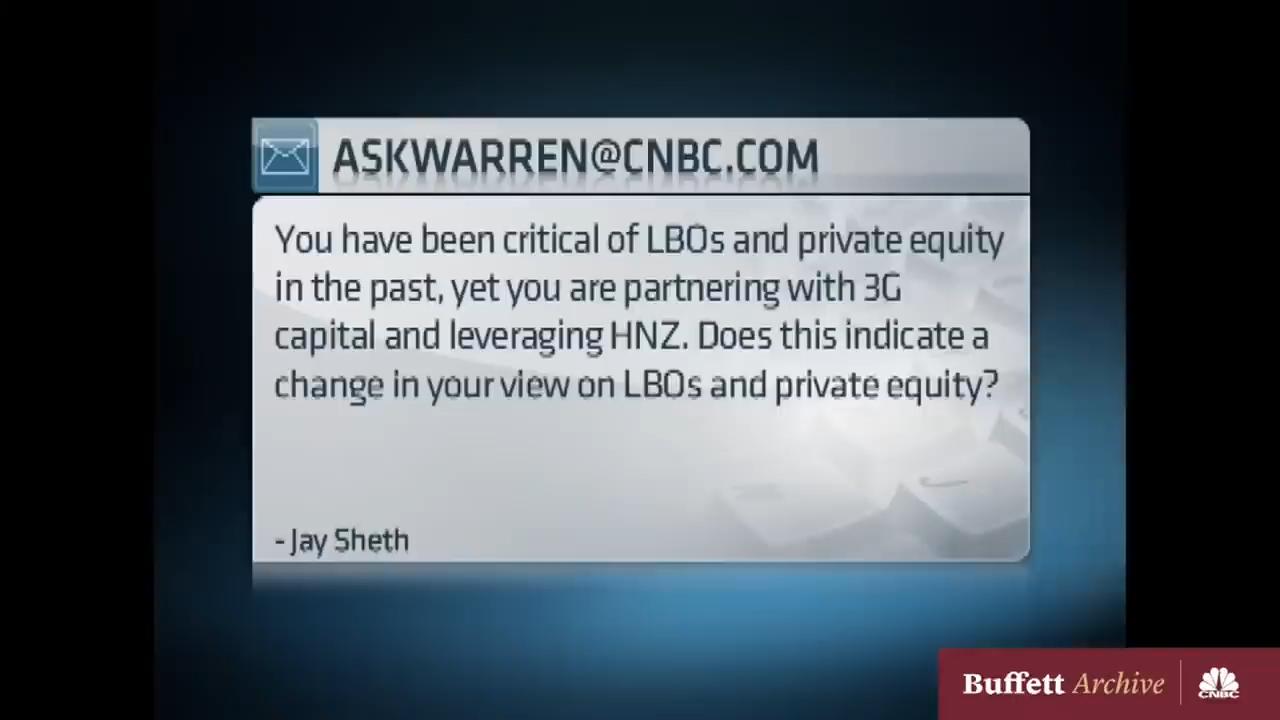 ASKWARREN@CNBC.COM
You have been critical of LBOs and private equity
in the past, yet you are partnering with 3G
capital and leveraging HNZ. Does this indicate a
change in your view on LBOs and private equity?
- Jay Sheth
Buffett Archive
CNBC